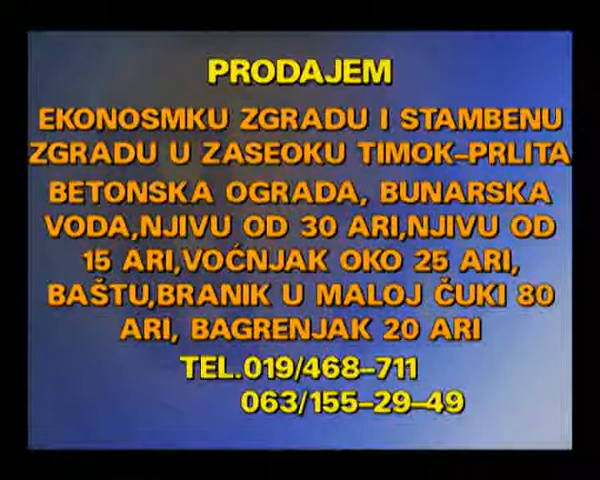 PRODAJEM
EKONOSMKU ZGRADU I STAMBENU
ZGRADU U ZASEOKU TIMOK-PRLITA
BETONSKA OGRADA, BUNARSKA
VODA,NJIVU OD 30 ARI,NJIVU OD
15 ARI,VOĆNJAK OKO 25 ARI,
BAŠTU,BRANIK U MALOJ ČUKI 80
ARI, BAGRENJAK 20 ARI
TEL.019/468-711
063/155-29-49